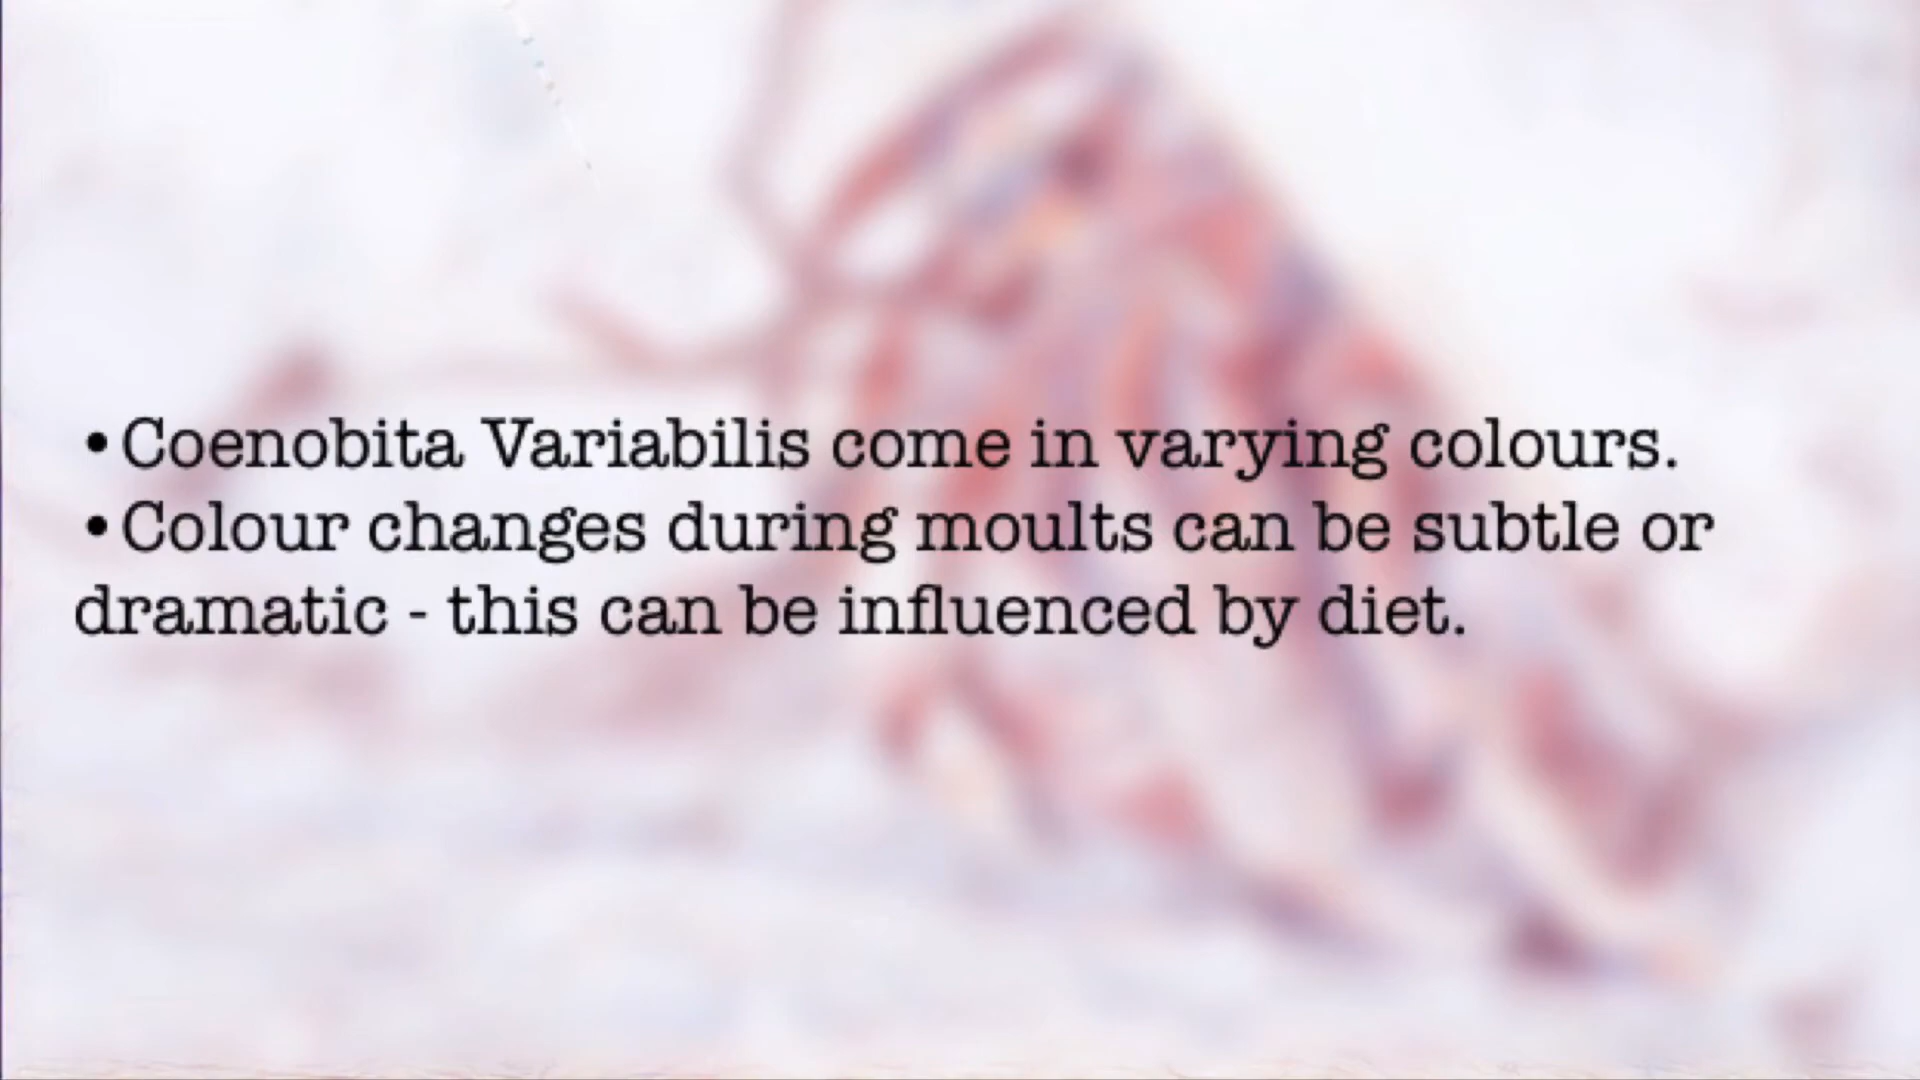 •Coenobita Variabilis come in varying colours.
•Colour changes during moults can be subtle or
dramatic - this can be influenced by diet.